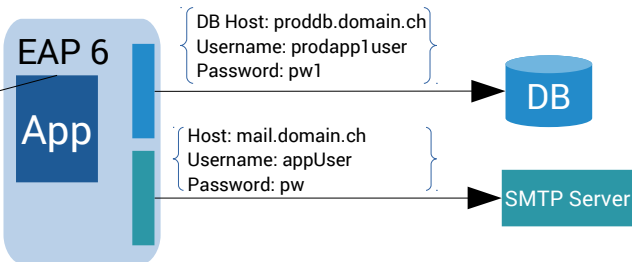 EAP 6
App
DB Host: proddb.domain.ch
Username: prodapp1user
Password: pw1
DB
Host: mail.domain.ch
Username: appUser
Password: pw
SMTP Server